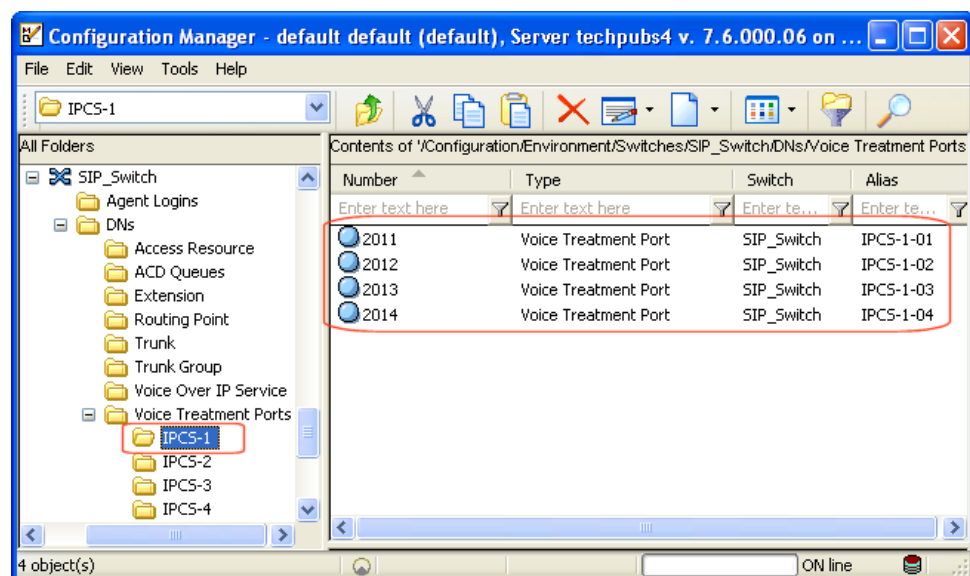 Configuration Manager - default default (default), Server techpubs4 v. 7.6.000.06 on ...
File Edit View Tools Help
IPCS-1
All Folders
Contents of '/Configuration/Environment/Switches/SIP_Switch/DNs/Voice Treatment Ports
SIP_Switch
Agent Logins
DNs
Access Resource
ACD Queues
Extension
Routing Point
Trunk
Trunk Group
Voice Over IP Service
Voice Treatment Ports
IPCS-1
IPCS-2
IPCS-3
IPCS-4
Number Type Switch Alias
Enter text here Enter text here Enter te... Enter te...
2011 Voice Treatment Port SIP_Switch IPCS-1-01
2012 Voice Treatment Port SIP_Switch IPCS-1-02
2013 Voice Treatment Port SIP_Switch IPCS-1-03
2014 Voice Treatment Port SIP_Switch IPCS-1-04
4 object(s)
ON line